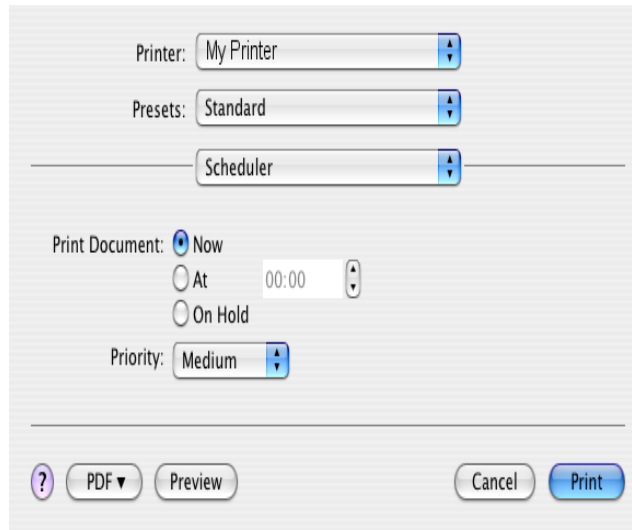 Printer: My Printer
Presets: Standard
Scheduler
Print Document: Now
At 00:00
On Hold
Priority: Medium
? PDF ▾ Preview Cancel Print